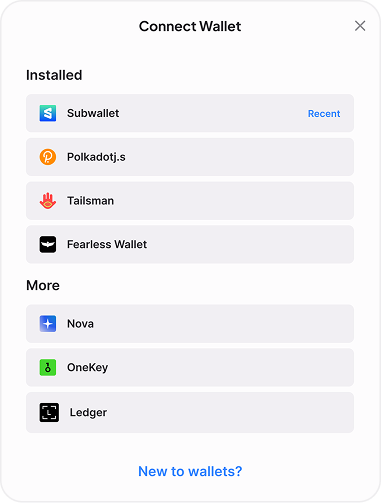 Connect Wallet
Installed
Subwallet Recent
Polkadotj.s
Tailsman
Fearless Wallet
More
Nova
OneKey
Ledger
New to wallets?